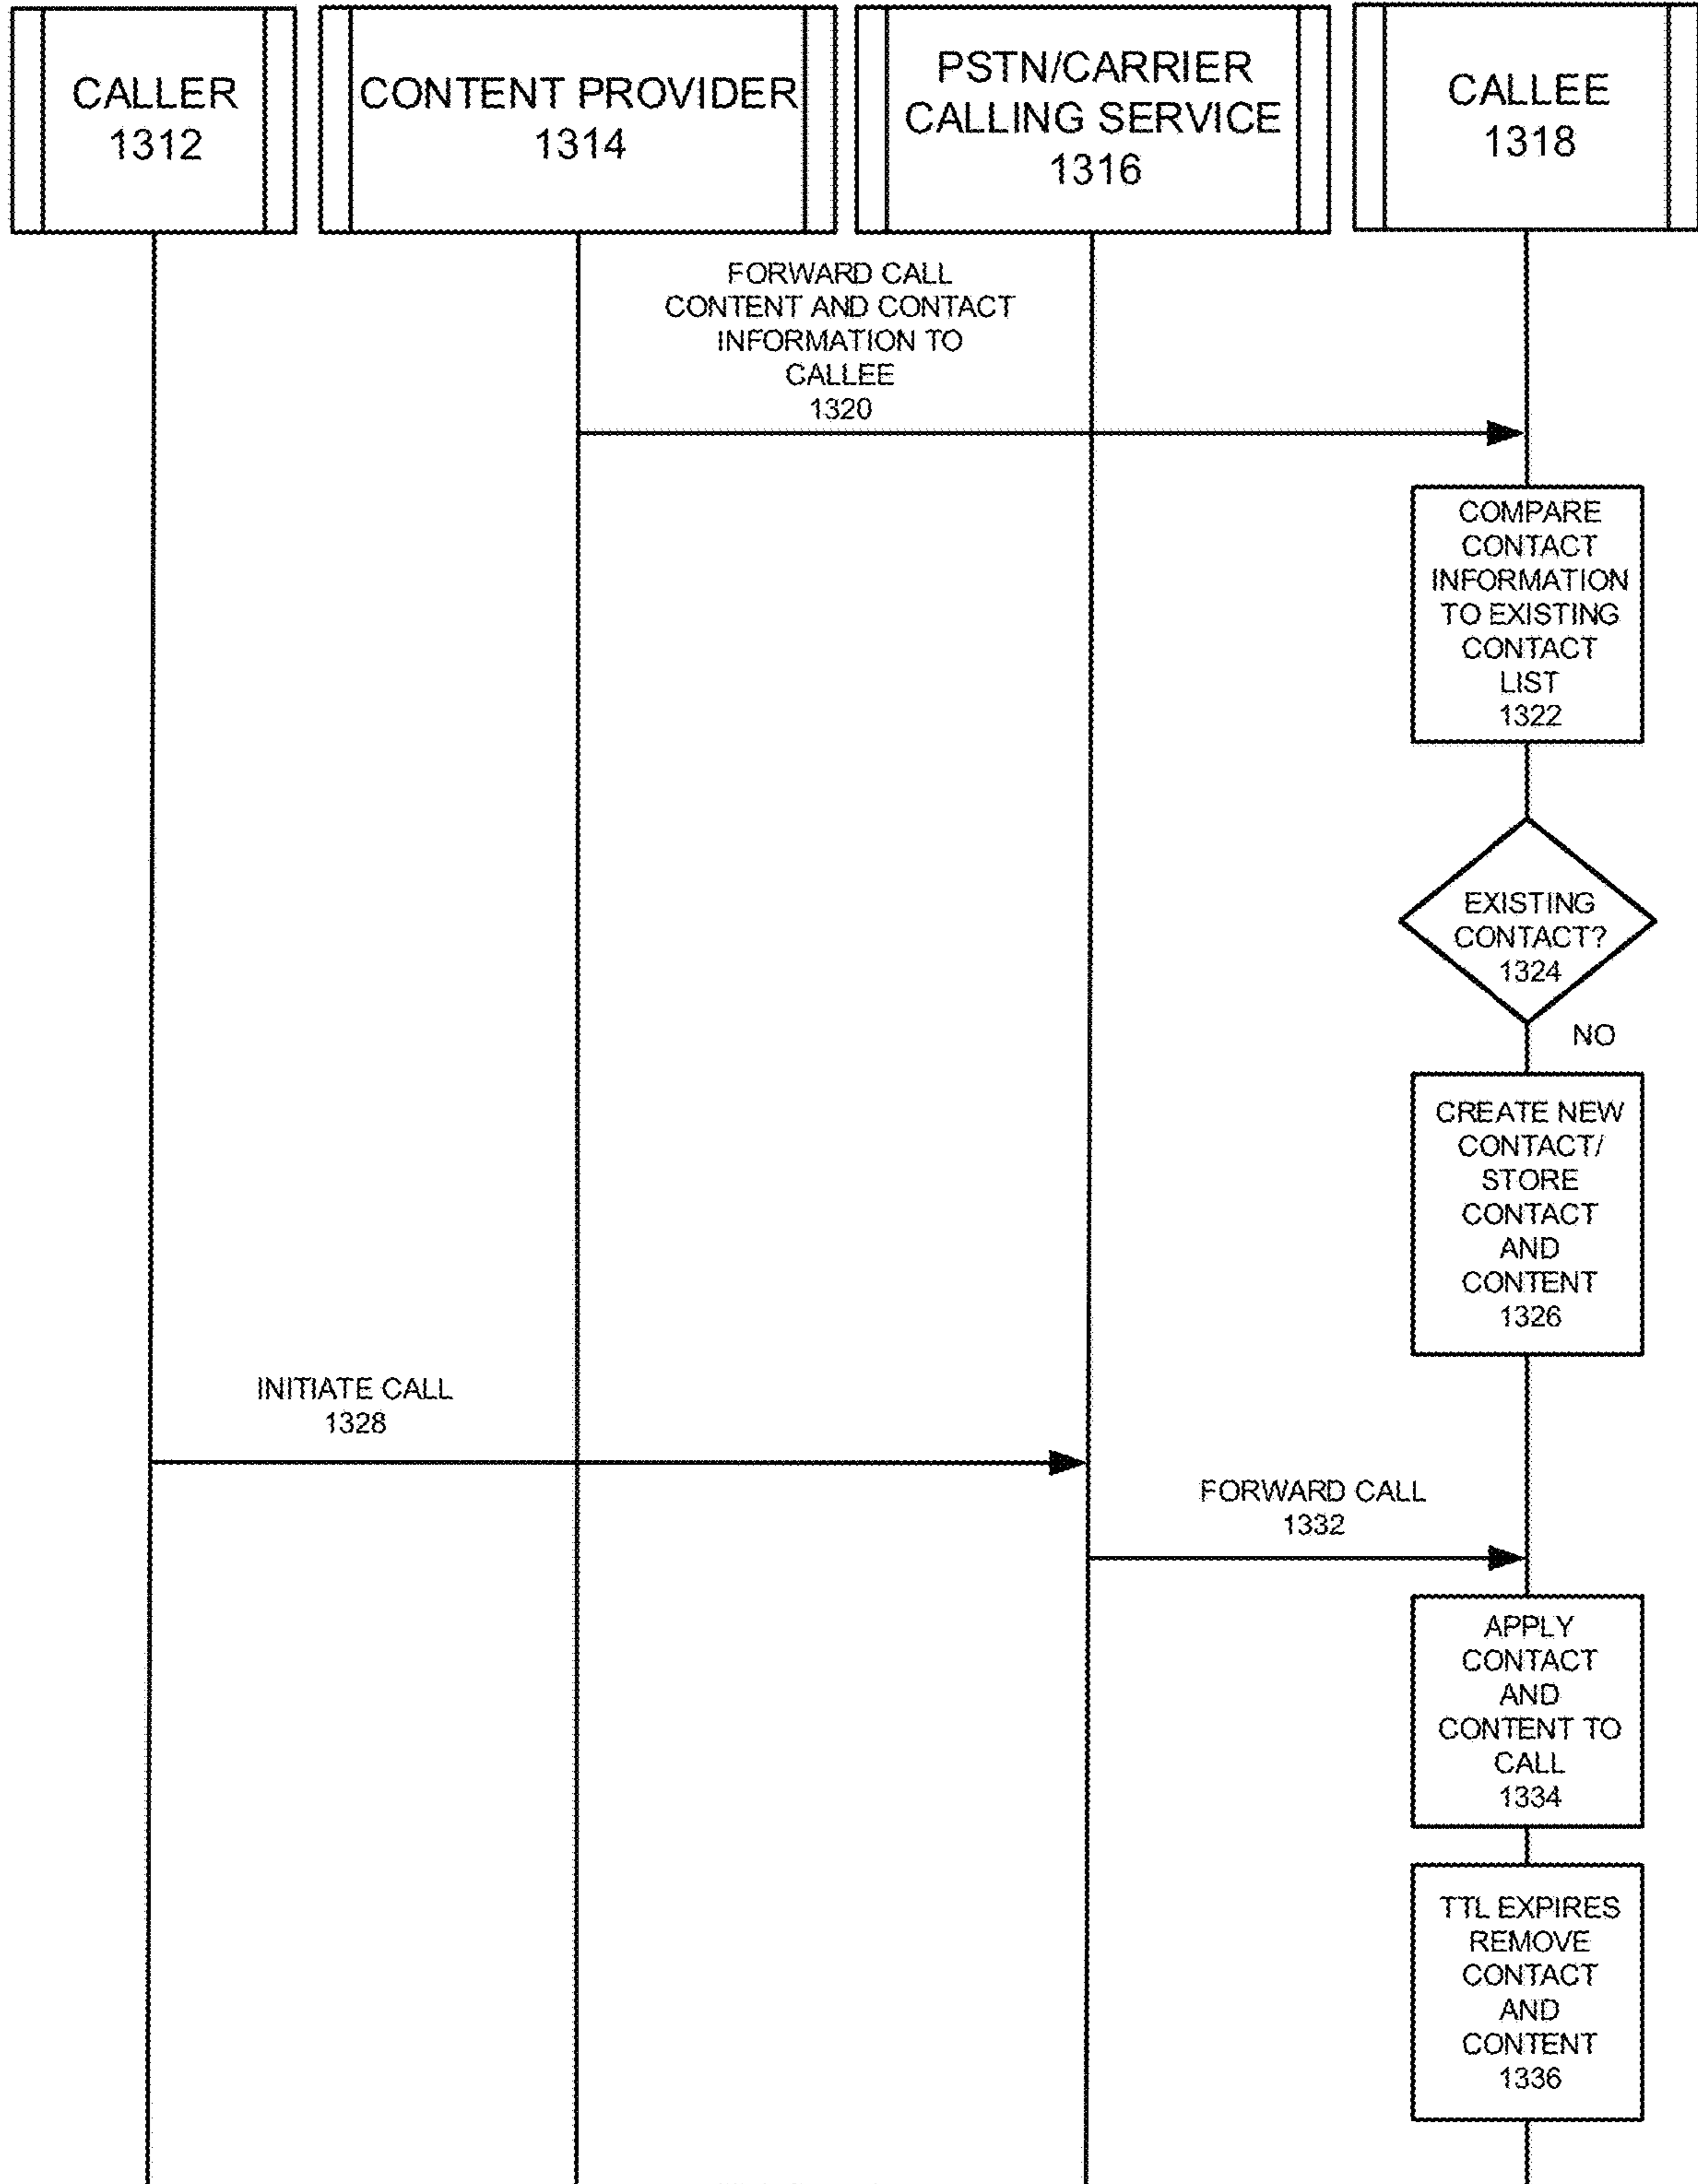 CALLER
1312
CONTENT PROVIDER
1314
PSTN/CARRIER
CALLING SERVICE
1316
CALLEE
1318
FORWARD CALL
CONTENT AND CONTACT
INFORMATION TO
CALLEE
1320
COMPARE
CONTACT
INFORMATION
TO EXISTING
CONTACT
LIST
1322
EXISTING
CONTACT?
1324
NO
CREATE NEW
CONTACT/
STORE
CONTACT
AND
CONTENT
1326
INITIATE CALL
1328
FORWARD CALL
1332
APPLY
CONTACT
AND
CONTENT TO
CALL
1334
TTL EXPIRES
REMOVE
CONTACT
AND
CONTENT
1336